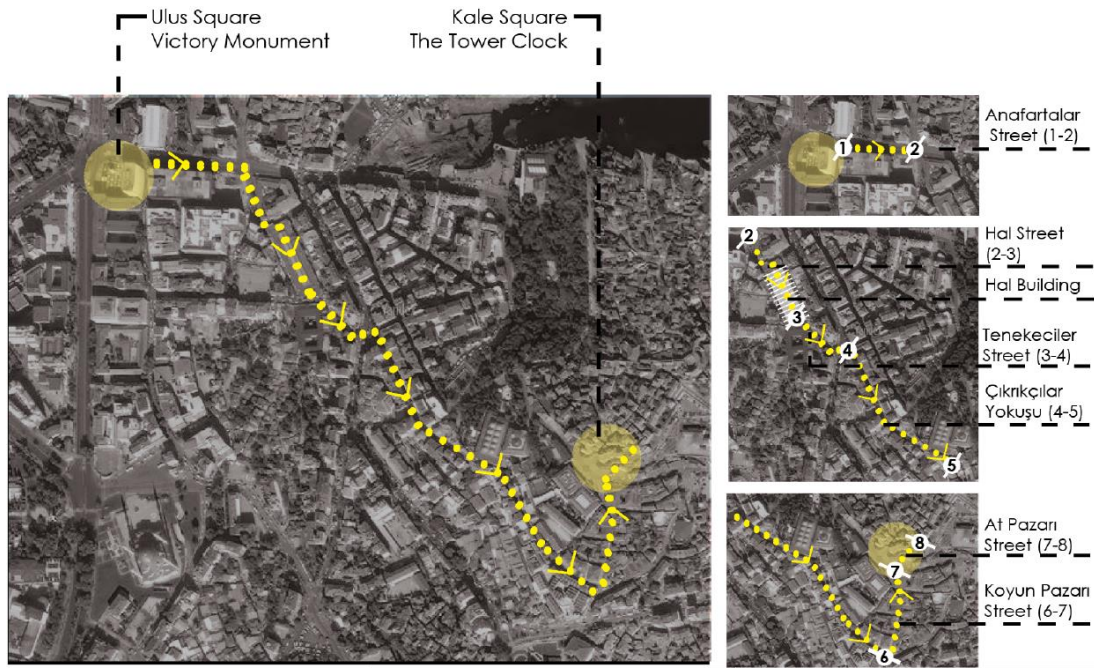 Ulus Square
Victory Monument
Kale Square
The Tower Clock
Anafartalar
Street (1-2)
1
2
Hal Street
(2-3)
Hal Building
Tenekeciler
Street (3-4)
Çıkrıkçılar
Yokuşu (4-5)
2
3
4
5
At Pazarı
Street (7-8)
Koyun Pazarı
Street (6-7)
8
7
6